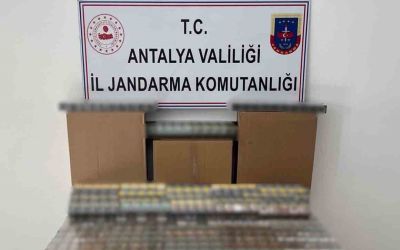 T.C.
ANTALYA VALİLİĞİ
İL JANDARMA KOMUTANLIĞI